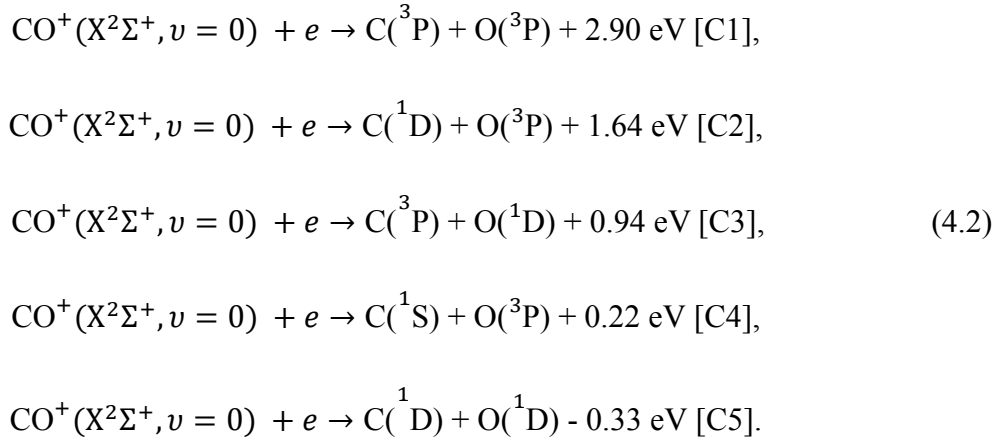 CO⁺(X²Σ⁺, υ = 0) + e → C(³P) + O(³P) + 2.90 eV [C1],
CO⁺(X²Σ⁺, υ = 0) + e → C(¹D) + O(³P) + 1.64 eV [C2],
CO⁺(X²Σ⁺, υ = 0) + e → C(³P) + O(¹D) + 0.94 eV [C3], (4.2)
CO⁺(X²Σ⁺, υ = 0) + e → C(¹S) + O(³P) + 0.22 eV [C4],
CO⁺(X²Σ⁺, υ = 0) + e → C(¹D) + O(¹D) - 0.33 eV [C5].